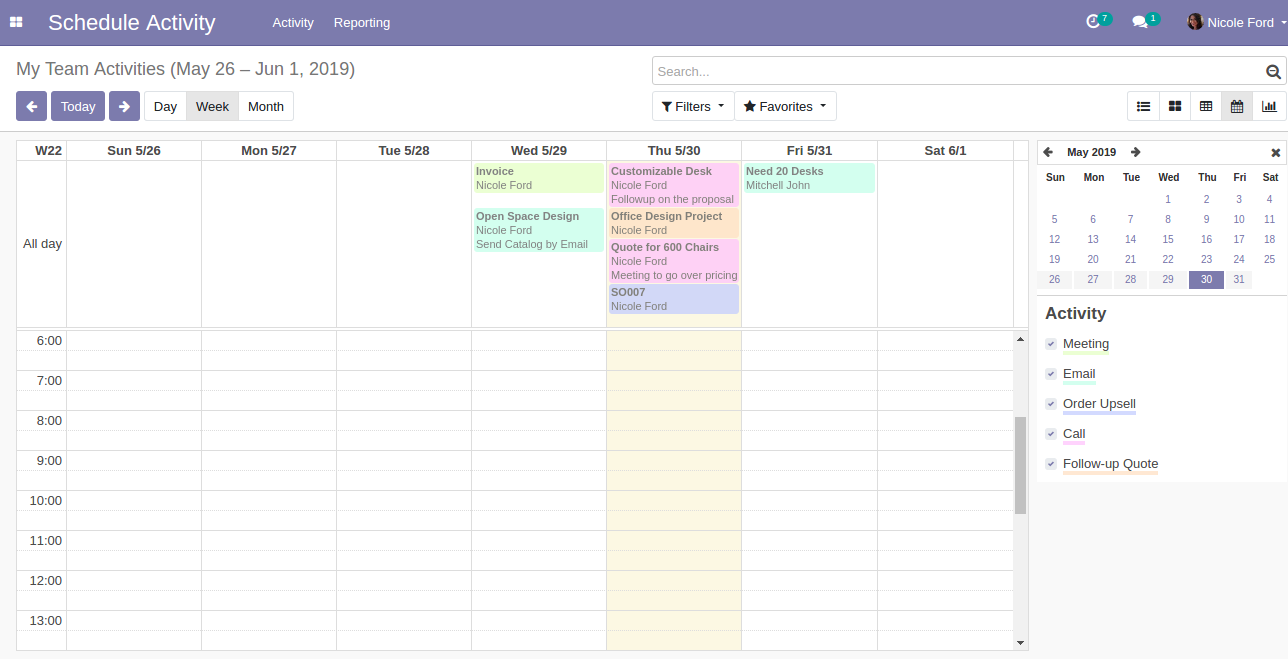 Schedule Activity
Activity Reporting
7 1 Nicole Ford
My Team Activities (May 26 – Jun 1, 2019)
Search...
Today Day Week Month
Filters Favorites
W22 Sun 5/26 Mon 5/27 Tue 5/28 Wed 5/29 Thu 5/30 Fri 5/31 Sat 6/1
All day
Invoice
Nicole Ford
Open Space Design
Nicole Ford
Send Catalog by Email
Customizable Desk
Nicole Ford
Followup on the proposal
Office Design Project
Nicole Ford
Quote for 600 Chairs
Nicole Ford
Meeting to go over pricing
SO007
Nicole Ford
Need 20 Desks
Mitchell John
6:00
7:00
8:00
9:00
10:00
11:00
12:00
13:00
May 2019
Sun Mon Tue Wed Thu Fri Sat
1 2 3 4
5 6 7 8 9 10 11
12 13 14 15 16 17 18
19 20 21 22 23 24 25
26 27 28 29 30 31
Activity
Meeting
Email
Order Upsell
Call
Follow-up Quote